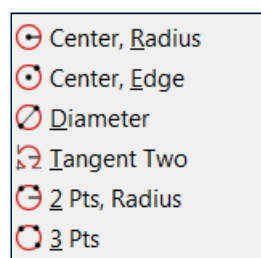 Center, Radius
Center, Edge
Diameter
Tangent Two
2 Pts, Radius
3 Pts